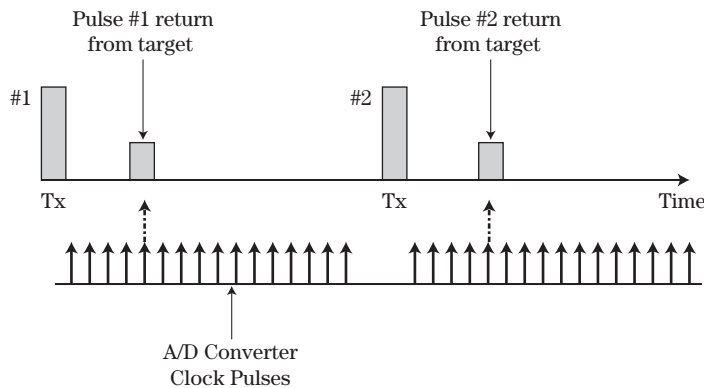 Pulse #1 return
from target
Pulse #2 return
from target
#1
#2
Tx
Tx
Time
A/D Converter
Clock Pulses